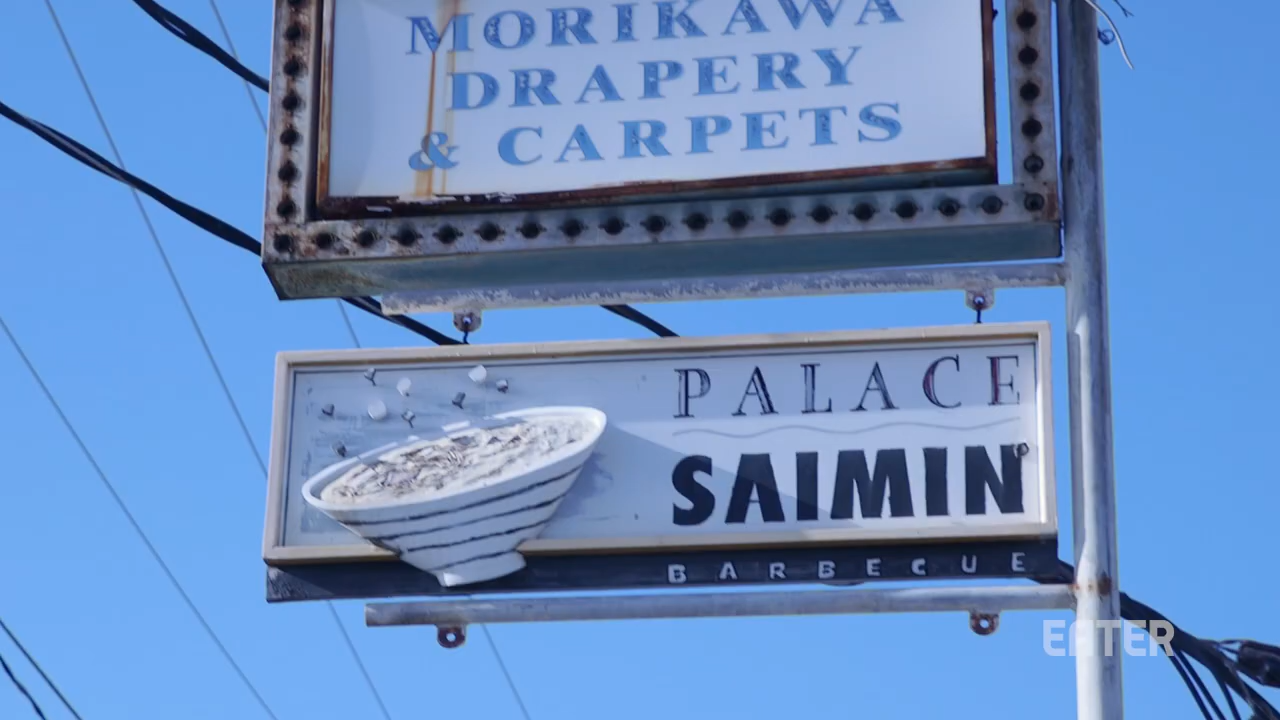 MORIKAWA
DRAPERY
& CARPETS
PALACE
SAIMIN
BARBECUE
EATER